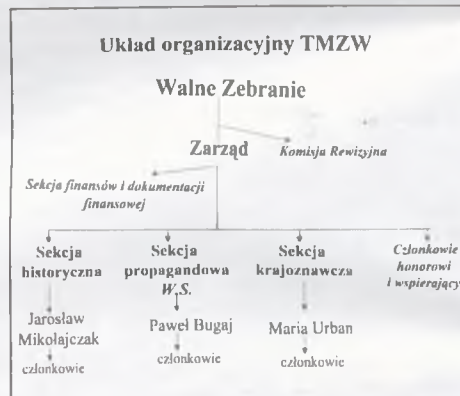 Układ organizacyjny TMZW
Walne Zebranie
Zarząd
Komisja Rewizyjna
Sekcja finansów i dokumentacji
finansowej
Sekcja
historyczna
Jarosław
Mikołajczak
członkowie
Sekcja
propagandowa
W.S.
Paweł Bugaj
członkowie
Sekcja
krajoznawcza
Maria Urban
członkowie
Członkowie
honorowi
i wspierający